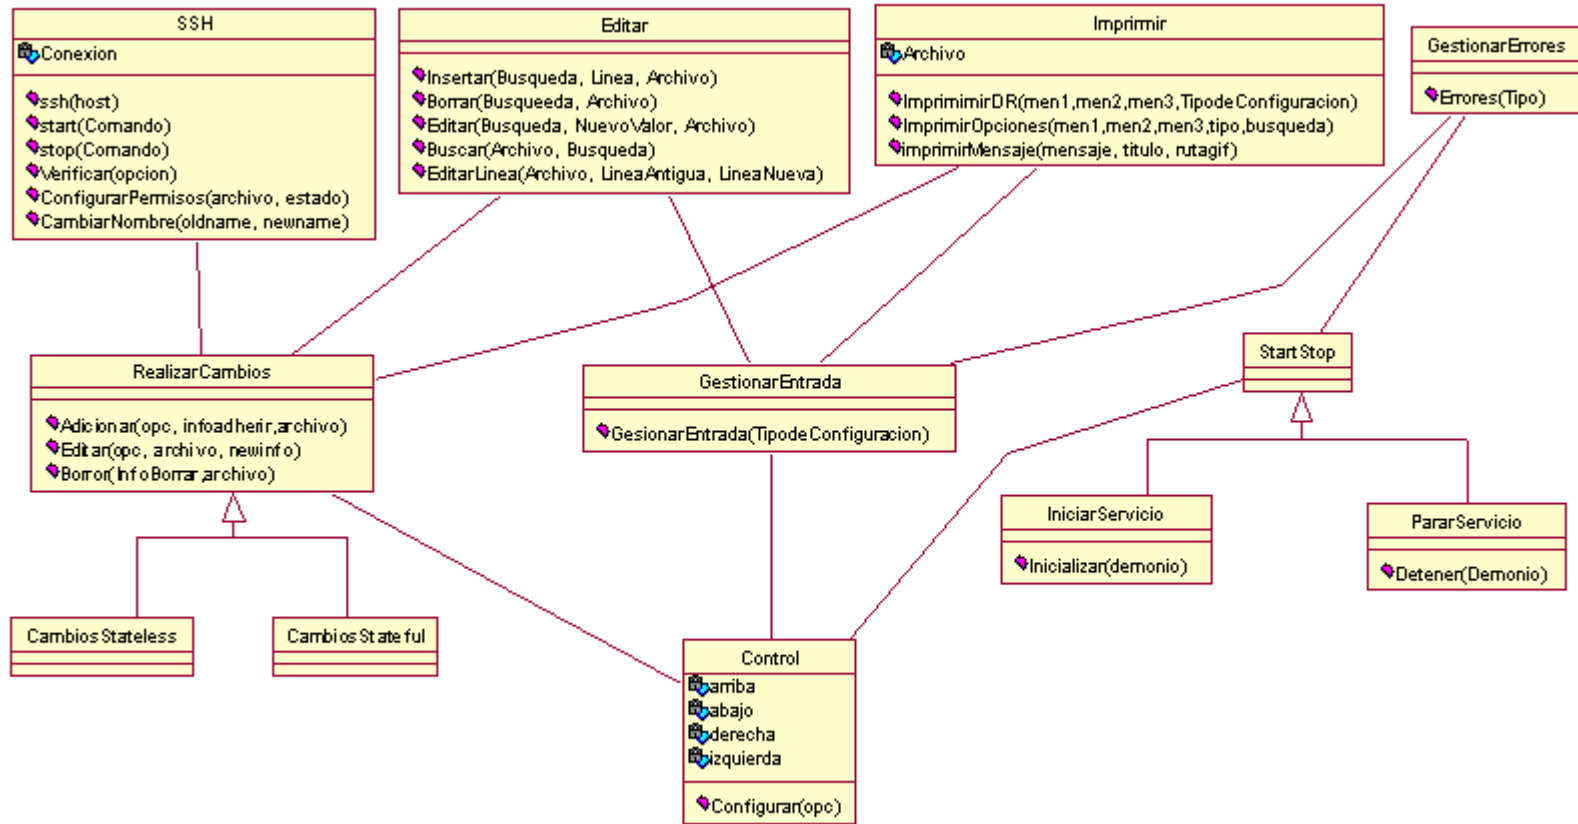 SSH
Conexion
ssh(host)
start(Comando)
stop(Comando)
Verificar(opcion)
ConfigurarPermisos(archivo, estado)
CambiarNombre(oldname, newname)
Editar
Insertar(Busqueda, Linea, Archivo)
Borrar(Busqueeda, Archivo)
Editar(Busqueda, NuevoValor, Archivo)
Buscar(Archivo, Busqueda)
EditarLinea(Archivo, LineaAntigua, LineaNueva)
Imprimir
Archivo
ImprimimirDR(men1,men2,men3,TipodeConfiguracion)
ImprimirOpciones(men1,men2,men3,tipo,busqueda)
imprimirMensaje(mensaje, titulo, rutagif)
GestionarErrores
Errores(Tipo)
RealizarCambios
Adicionar(opc, infoadherir,archivo)
Editar(opc, archivo, newinfo)
Borror(InfoBorrar,archivo)
GestionarEntrada
GesionarEntrada(TipodeConfiguracion)
StartStop
IniciarServicio
Inicializar(demonio)
PararServicio
Detener(Demonio)
CambiosStateless
CambiosStateful
Control
arriba
abajo
derecha
izquierda
Configurar(opc)